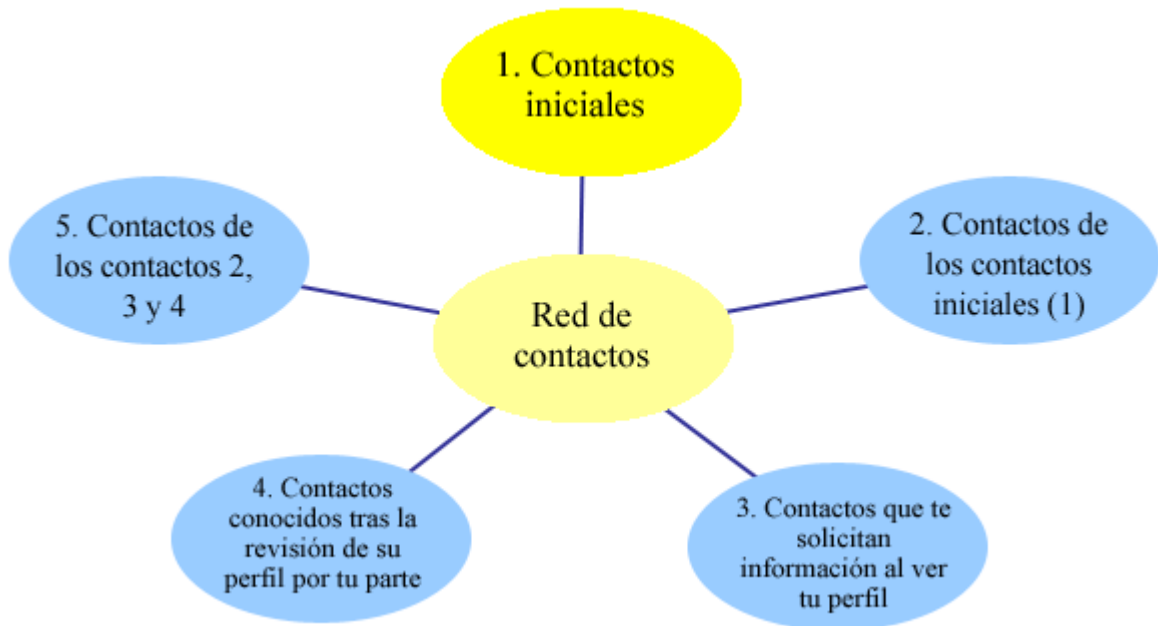 1. Contactos
iniciales
5. Contactos de
los contactos 2,
3 y 4
2. Contactos de
los contactos
iniciales (1)
Red de
contactos
4. Contactos
conocidos tras la
revisión de su
perfil por tu parte
3. Contactos que te
solicitan
información al ver
tu perfil